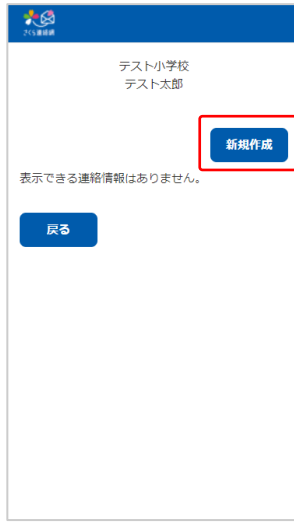 さくら連絡網
テスト小学校
テスト太郎
新規作成
表示できる連絡情報はありません。
戻る